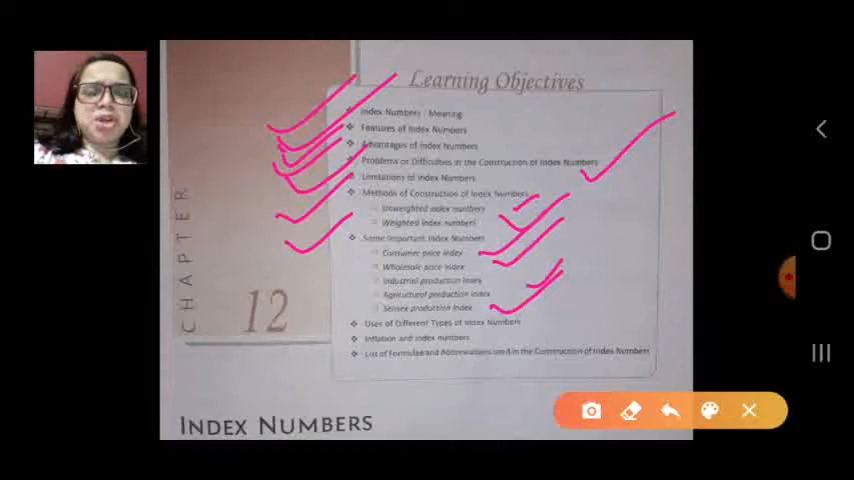 Learning Objectives
Index Numbers - Meaning
Features of Index Numbers
Advantages of Index Numbers
Problems or Difficulties in the Construction of Index Numbers
Limitations of Index Numbers
Methods of Construction of Index Numbers
Unweighted index numbers
Weighted index numbers
Some Important Index Numbers
Consumer price index
Wholesale price index
Industrial production index
Agricultural production index
Sensex production index
Uses of Different Types of Index Numbers
Inflation and index numbers
List of Formulae and Abbreviations used in the Construction of Index Numbers
CHAPTER
12
INDEX NUMBERS